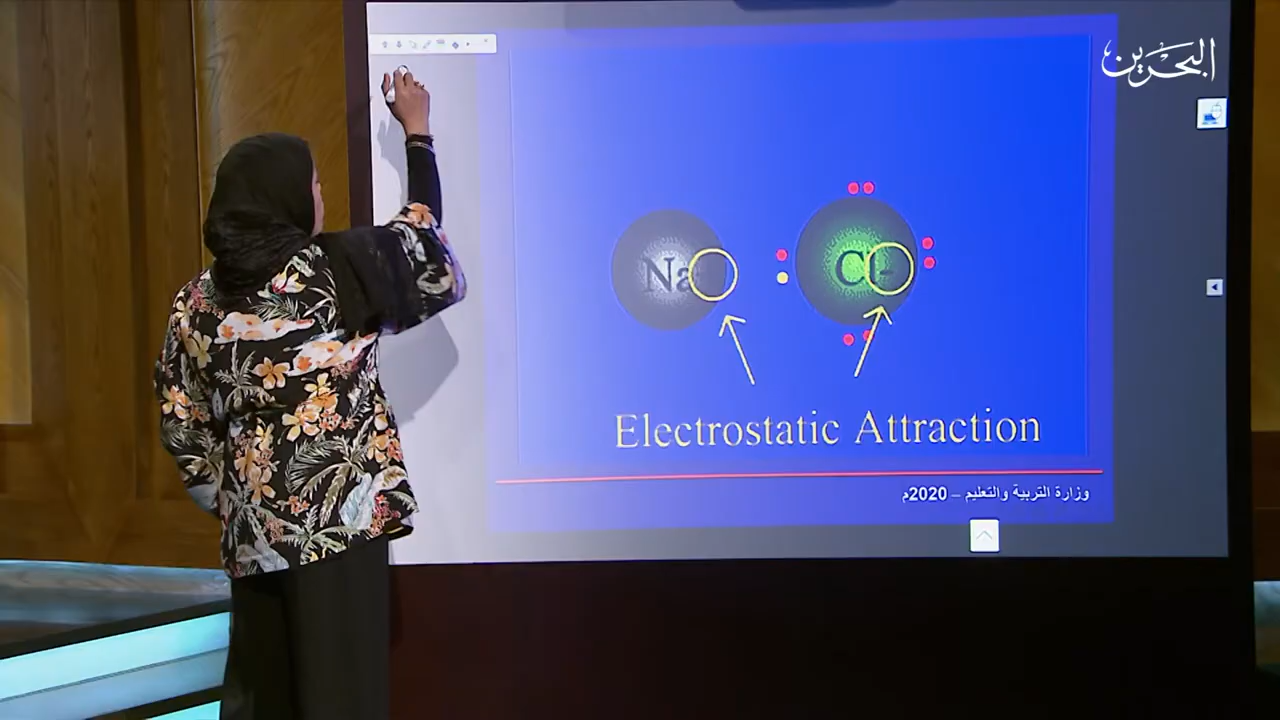 البحرين
Na
Cl-
Electrostatic Attraction
وزارة التربية والتعليم – 2020م